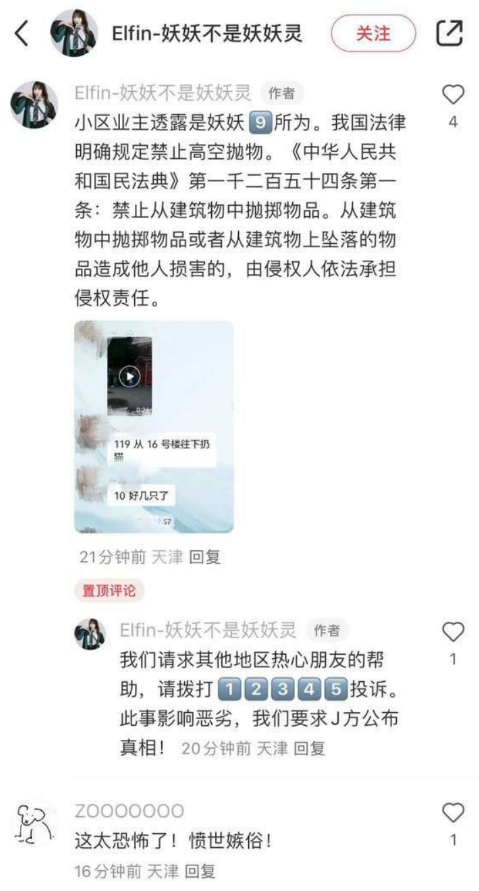 Elfin-妖妖不是妖妖灵
关注
Elfin-妖妖不是妖妖灵 作者
小区业主透露是妖妖9️⃣所为。我国法律
4
明确规定禁止高空抛物。《中华人民共
和国民法典》第一千二百五十四条第一
条：禁止从建筑物中抛掷物品。从建筑
物中抛掷物品或者从建筑物上坠落的物
品造成他人损害的，由侵权人依法承担
侵权责任。
119 从 16 号楼往下扔
猫
10 好几只了
21分钟前 天津 回复
置顶评论
Elfin-妖妖不是妖妖灵 作者
我们请求其他地区热心朋友的帮
1
助，请拨打1️⃣2️⃣3️⃣4️⃣5️⃣投诉。
此事影响恶劣，我们要求J方公布
真相！ 20分钟前 天津 回复
ZOOOOOOO
这太恐怖了！愤世嫉俗！
1
16分钟前 天津 回复